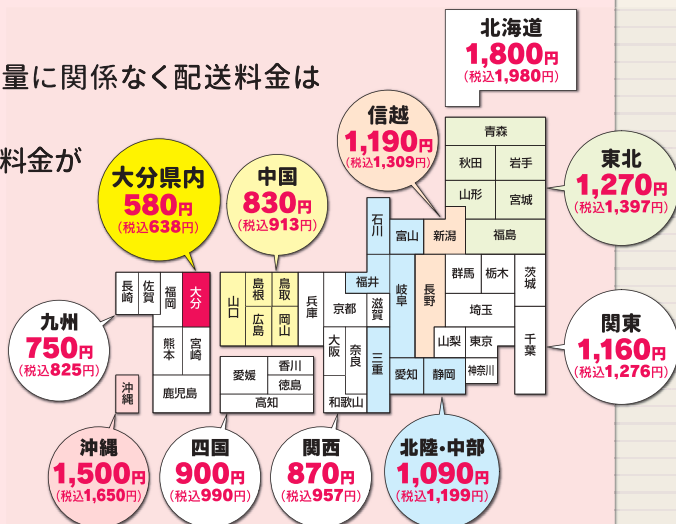 量に関係なく配送料金は
料金が
北海道
1,800円
(税込1,980円)
信越
1,190円
(税込1,309円)
東北
1,270円
(税込1,397円)
大分県内
580円
(税込638円)
中国
830円
(税込913円)
青森
秋田
岩手
山形
宮城
福島
石川
富山
新潟
福井
岐阜
長野
群馬
栃木
茨城
埼玉
山梨
東京
千葉
神奈川
長崎
佐賀
福岡
大分
熊本
宮崎
鹿児島
沖縄
山口
島根
鳥取
広島
岡山
兵庫
京都
滋賀
大阪
奈良
三重
和歌山
愛知
静岡
愛媛
香川
徳島
高知
九州
750円
(税込825円)
関東
1,160円
(税込1,276円)
沖縄
1,500円
(税込1,650円)
四国
900円
(税込990円)
関西
870円
(税込957円)
北陸・中部
1,090円
(税込1,199円)